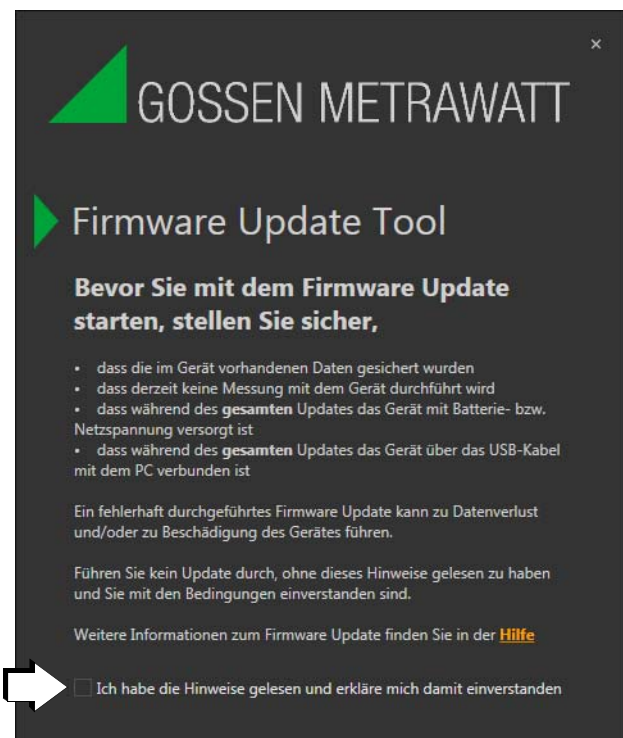 GOSSEN METRAWATT
Firmware Update Tool
Bevor Sie mit dem Firmware Update
starten, stellen Sie sicher,
• dass die im Gerät vorhandenen Daten gesichert wurden
• dass derzeit keine Messung mit dem Gerät durchführt wird
• dass während des gesamten Updates das Gerät mit Batterie- bzw.
Netzspannung versorgt ist
• dass während des gesamten Updates das Gerät über das USB-Kabel
mit dem PC verbunden ist
Ein fehlerhaft durchgeführtes Firmware Update kann zu Datenverlust
und/oder zu Beschädigung des Gerätes führen.
Führen Sie kein Update durch, ohne dieses Hinweise gelesen zu haben
und Sie mit den Bedingungen einverstanden sind.
Weitere Informationen zum Firmware Update finden Sie in der Hilfe
Ich habe die Hinweise gelesen und erkläre mich damit einverstanden